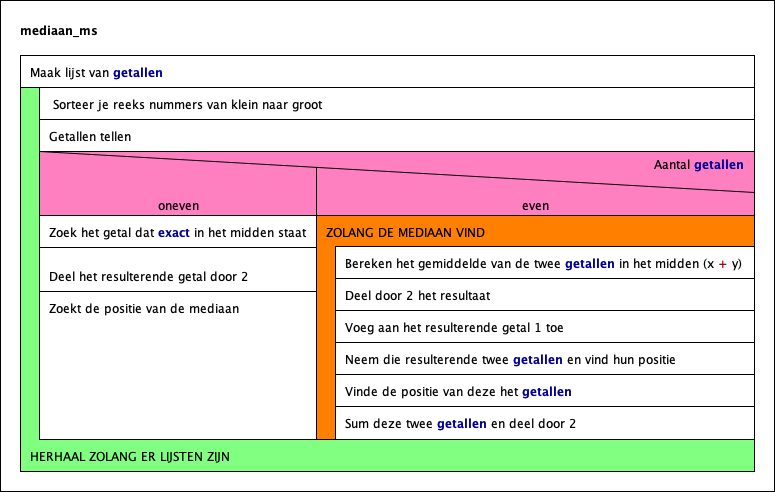 mediaan_ms
Maak lijst van getallen
Sorteer je reeks nummers van klein naar groot
Getallen tellen
Aantal getallen
oneven
even
Zoek het getal dat exact in het midden staat
Deel het resulterende getal door 2
Zoekt de positie van de mediaan
ZOLANG DE MEDIAAN VIND
Bereken het gemiddelde van de twee getallen in het midden (x + y)
Deel door 2 het resultaat
Voeg aan het resulterende getal 1 toe
Neem die resulterende twee getallen en vind hun positie
Vinde de positie van deze het getallen
Sum deze twee getallen en deel door 2
HERHAAL ZOLANG ER LIJSTEN ZIJN